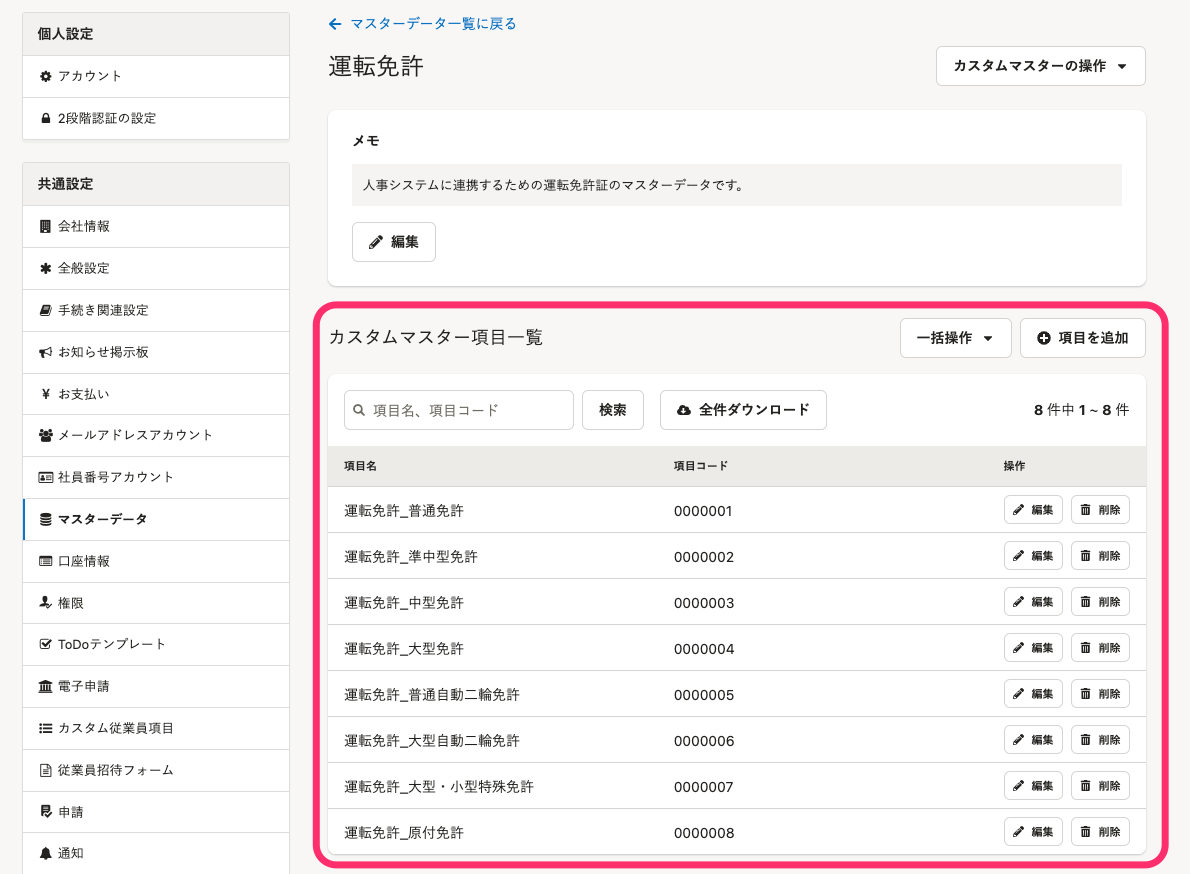 個人設定
アカウント
2段階認証の設定
共通設定
会社情報
全般設定
手続き関連設定
お知らせ掲示板
お支払い
メールアドレスアカウント
社員番号アカウント
マスターデータ
口座情報
権限
ToDoテンプレート
電子申請
カスタム従業員項目
従業員招待フォーム
申請
通知
マスターデータ一覧に戻る
運転免許
カスタムマスターの操作
メモ
人事システムに連携するための運転免許証のマスターデータです。
編集
カスタムマスター項目一覧
一括操作
項目を追加
項目名、項目コード 検索 全件ダウンロード 8 件中 1 ~ 8 件
項目名 項目コード 操作
運転免許_普通免許 0000001 編集 削除
運転免許_準中型免許 0000002 編集 削除
運転免許_中型免許 0000003 編集 削除
運転免許_大型免許 0000004 編集 削除
運転免許_普通自動二輪免許 0000005 編集 削除
運転免許_大型自動二輪免許 0000006 編集 削除
運転免許_大型・小型特殊免許 0000007 編集 削除
運転免許_原付免許 0000008 編集 削除